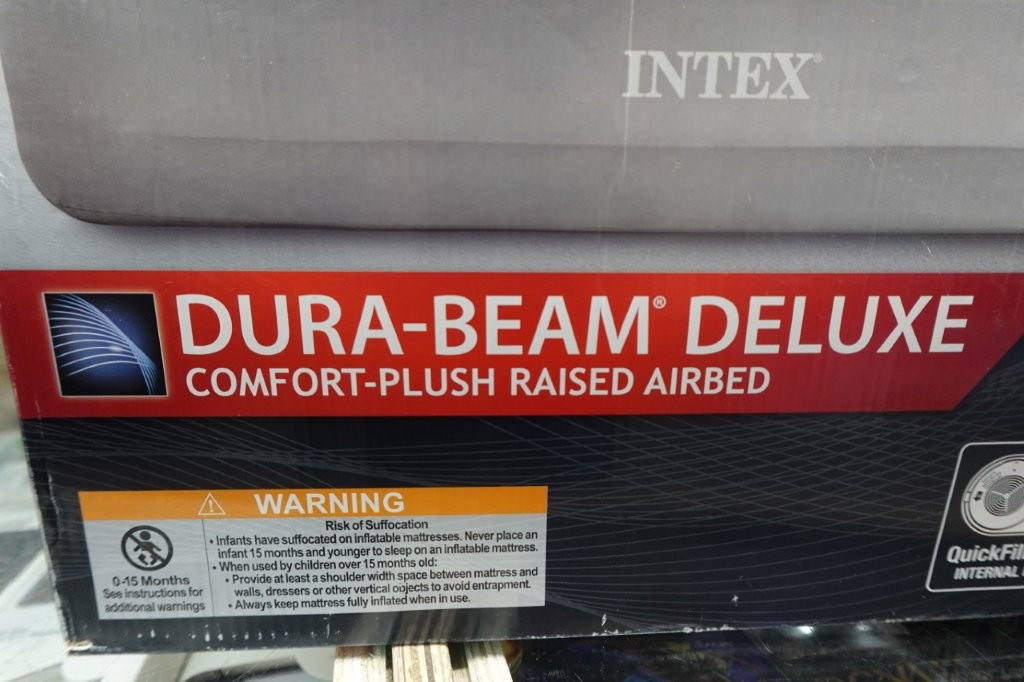 INTEX®
DURA-BEAM® DELUXE
COMFORT-PLUSH RAISED AIRBED
WARNING
Risk of Suffocation
• Infants have suffocated on inflatable mattresses. Never place an
infant 15 months and younger to sleep on an inflatable mattress.
• When used by children over 15 months old:
• Provide at least a shoulder width space between mattress and
walls, dressers or other vertical objects to avoid entrapment.
• Always keep mattress fully inflated when in use.
0-15 Months
See instructions for
additional warnings
INTERNAL